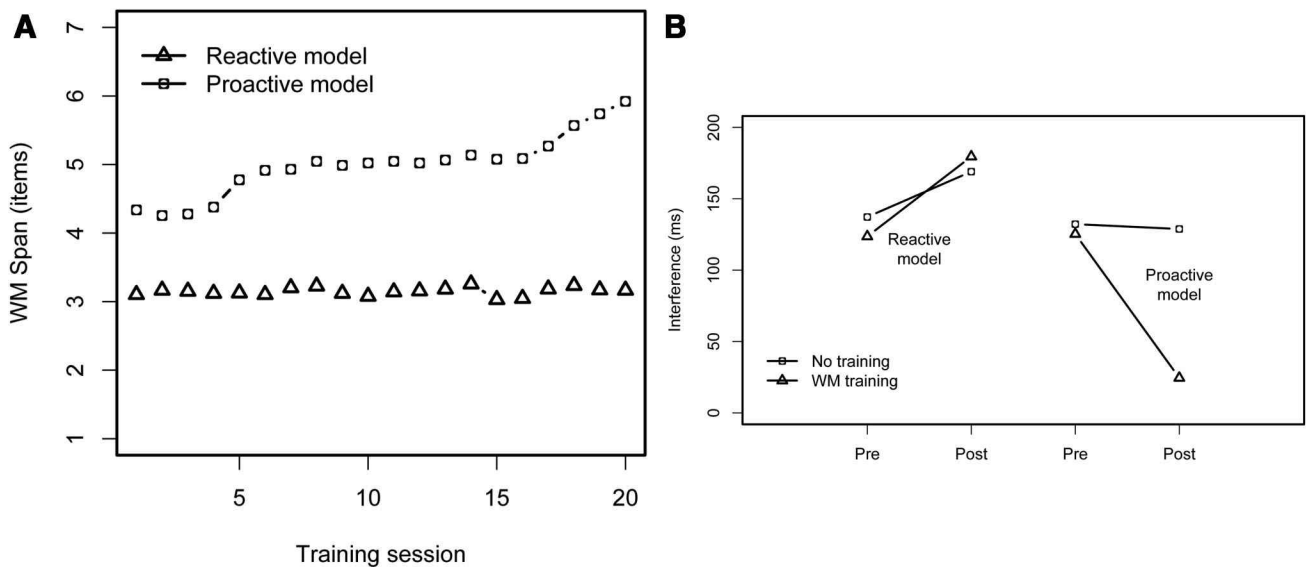 A
Reactive model
Proactive model
WM Span (items)
7
6
5
4
3
2
1
5
10
15
20
Training session
B
Interference (ms)
200
150
100
50
0
Reactive
model
Proactive
model
No training
WM training
Pre
Post
Pre
Post